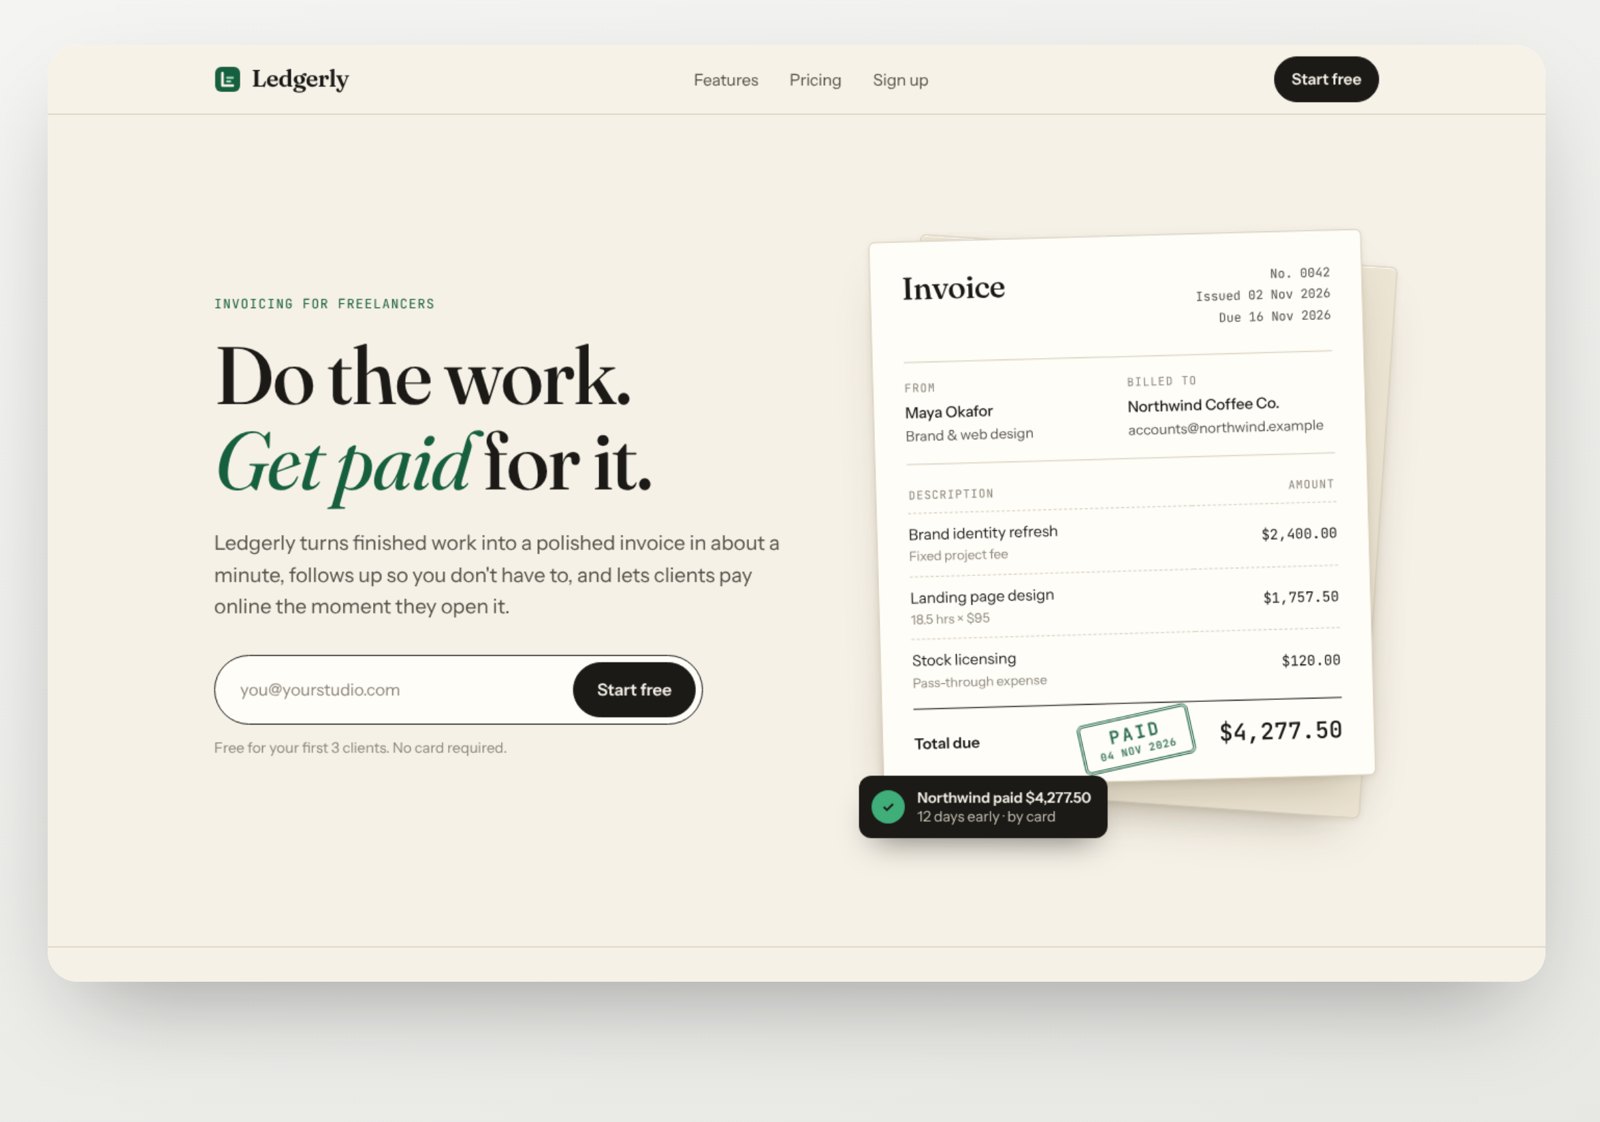 Ledgerly
Features
Pricing
Sign up
Start free
INVOICING FOR FREELANCERS
Do the work.
Get paid for it.
Ledgerly turns finished work into a polished invoice in about a
minute, follows up so you don't have to, and lets clients pay
online the moment they open it.
you@yourstudio.com
Start free
Free for your first 3 clients. No card required.
Invoice
No. 0042
Issued 02 Nov 2026
Due 16 Nov 2026
FROM
Maya Okafor
Brand & web design
BILLED TO
Northwind Coffee Co.
accounts@northwind.example
DESCRIPTION
AMOUNT
Brand identity refresh
$2,400.00
Fixed project fee
Landing page design
$1,757.50
18.5 hrs × $95
Stock licensing
$120.00
Pass-through expense
Total due
PAID
04 NOV 2026
$4,277.50
Northwind paid $4,277.50
12 days early · by card